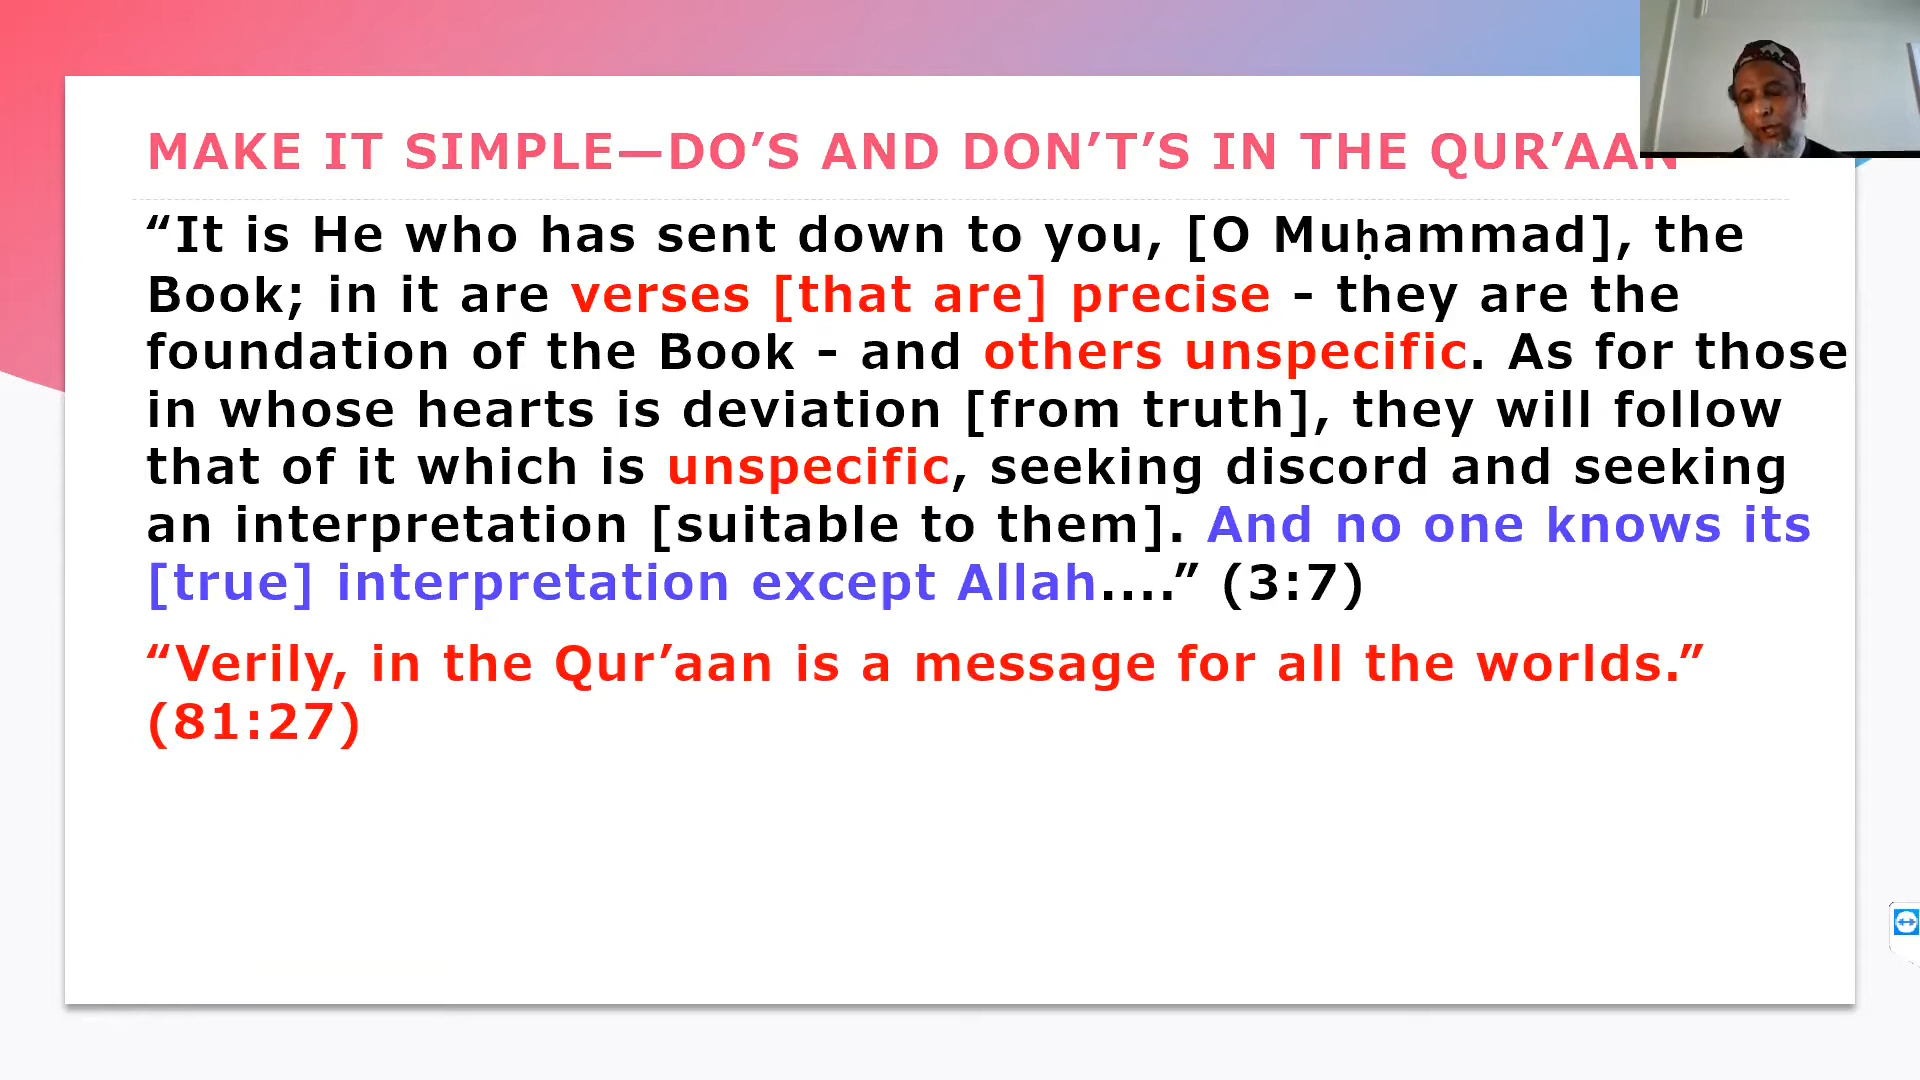 MAKE IT SIMPLE—DO’S AND DON’T’S IN THE QUR’AAN
“It is He who has sent down to you, [O Muḥammad], the
Book; in it are verses [that are] precise - they are the
foundation of the Book - and others unspecific. As for those
in whose hearts is deviation [from truth], they will follow
that of it which is unspecific, seeking discord and seeking
an interpretation [suitable to them]. And no one knows its
[true] interpretation except Allah....” (3:7)
“Verily, in the Qur’aan is a message for all the worlds.”
(81:27)